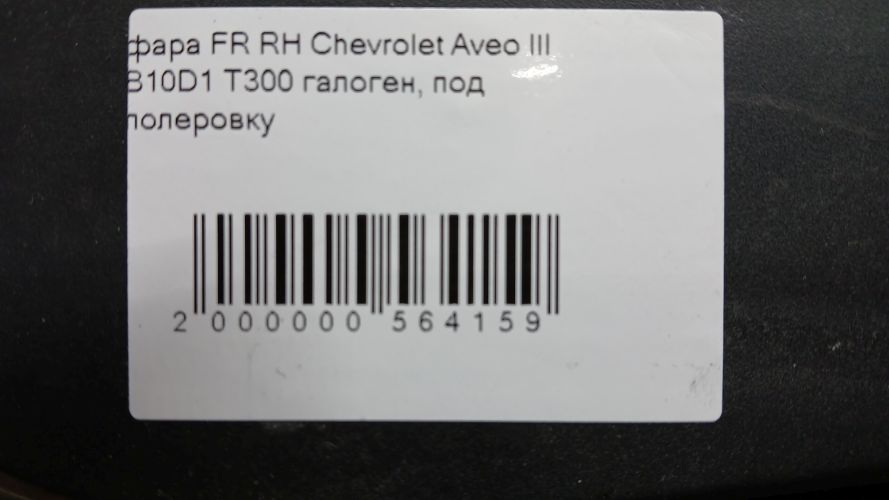 фара FR RH Chevrolet Aveo III
B10D1 T300 галоген, под
полеровку
2 000000 564159